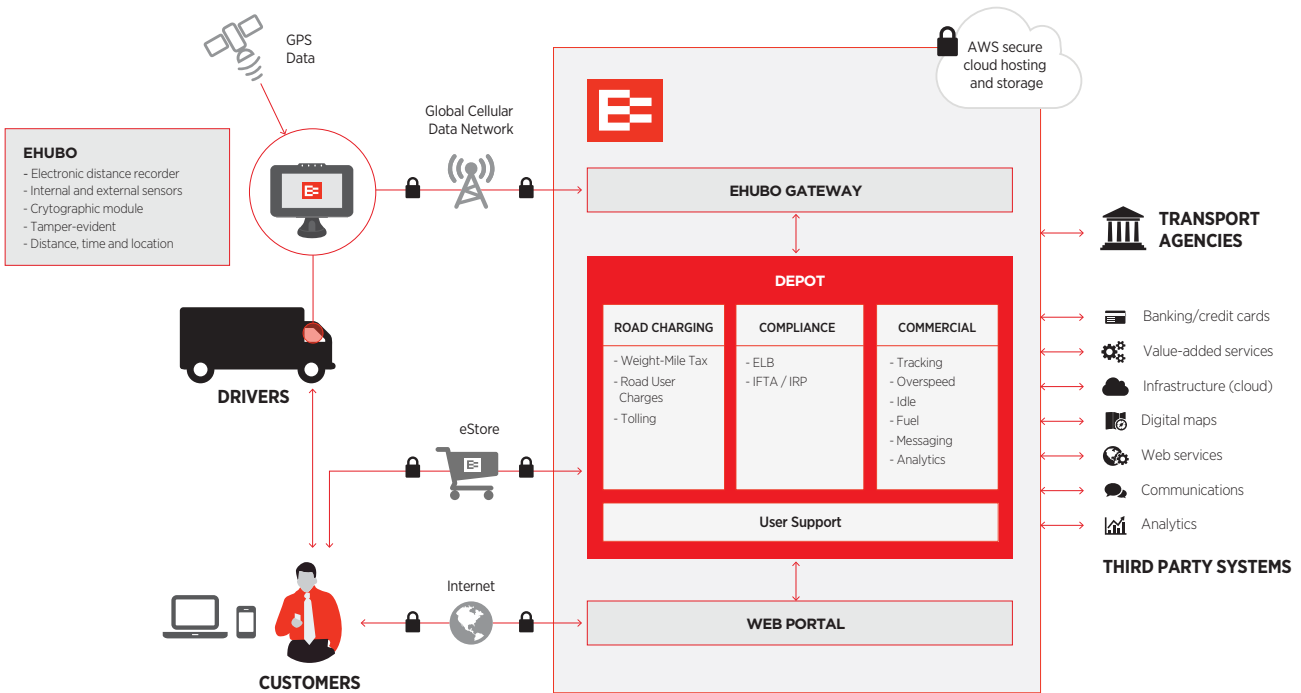 GPS
Data
AWS secure
cloud hosting
and storage
Global Cellular
Data Network
EHUBO
- Electronic distance recorder
- Internal and external sensors
- Crytographic module
- Tamper-evident
- Distance, time and location
EHUBO GATEWAY
TRANSPORT
AGENCIES
DEPOT
ROAD CHARGING
- Weight-Mile Tax
- Road User
Charges
- Tolling
COMPLIANCE
- ELB
- IFTA / IRP
COMMERCIAL
- Tracking
- Overspeed
- Idle
- Fuel
- Messaging
- Analytics
User Support
DRIVERS
eStore
Banking/credit cards
Value-added services
Infrastructure (cloud)
Digital maps
Web services
Communications
Analytics
THIRD PARTY SYSTEMS
Internet
WEB PORTAL
CUSTOMERS